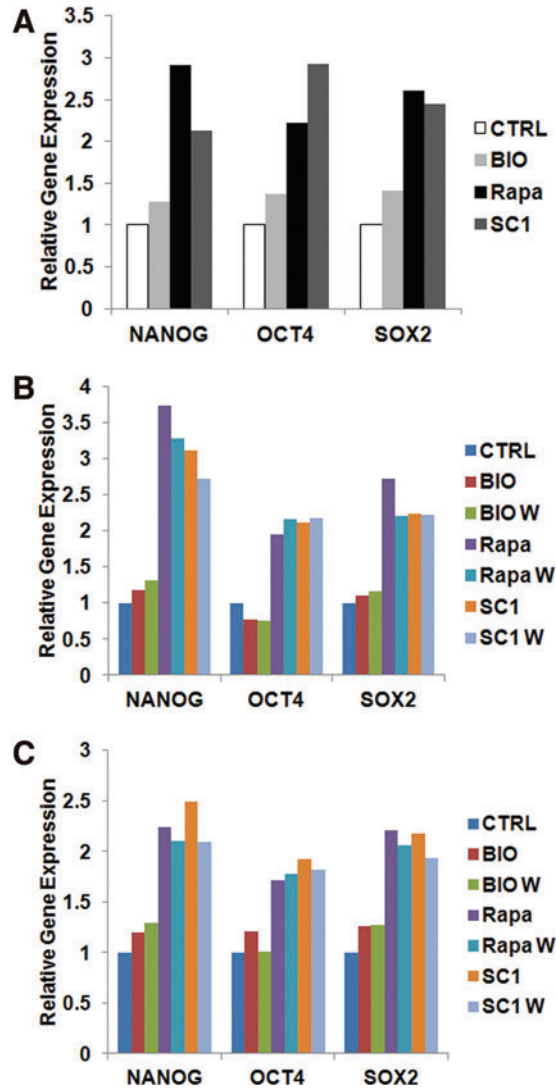 A
Relative Gene Expression
3.5
3
2.5
2
1.5
1
0.5
0
NANOG OCT4 SOX2
CTRL
BIO
Rapa
SC1
B
Relative Gene Expression
4
3.5
3
2.5
2
1.5
1
0.5
0
NANOG OCT4 SOX2
CTRL
BIO
BIO W
Rapa
Rapa W
SC1
SC1 W
C
Relative Gene Expression
3
2.5
2
1.5
1
0.5
0
NANOG OCT4 SOX2
CTRL
BIO
BIO W
Rapa
Rapa W
SC1
SC1 W